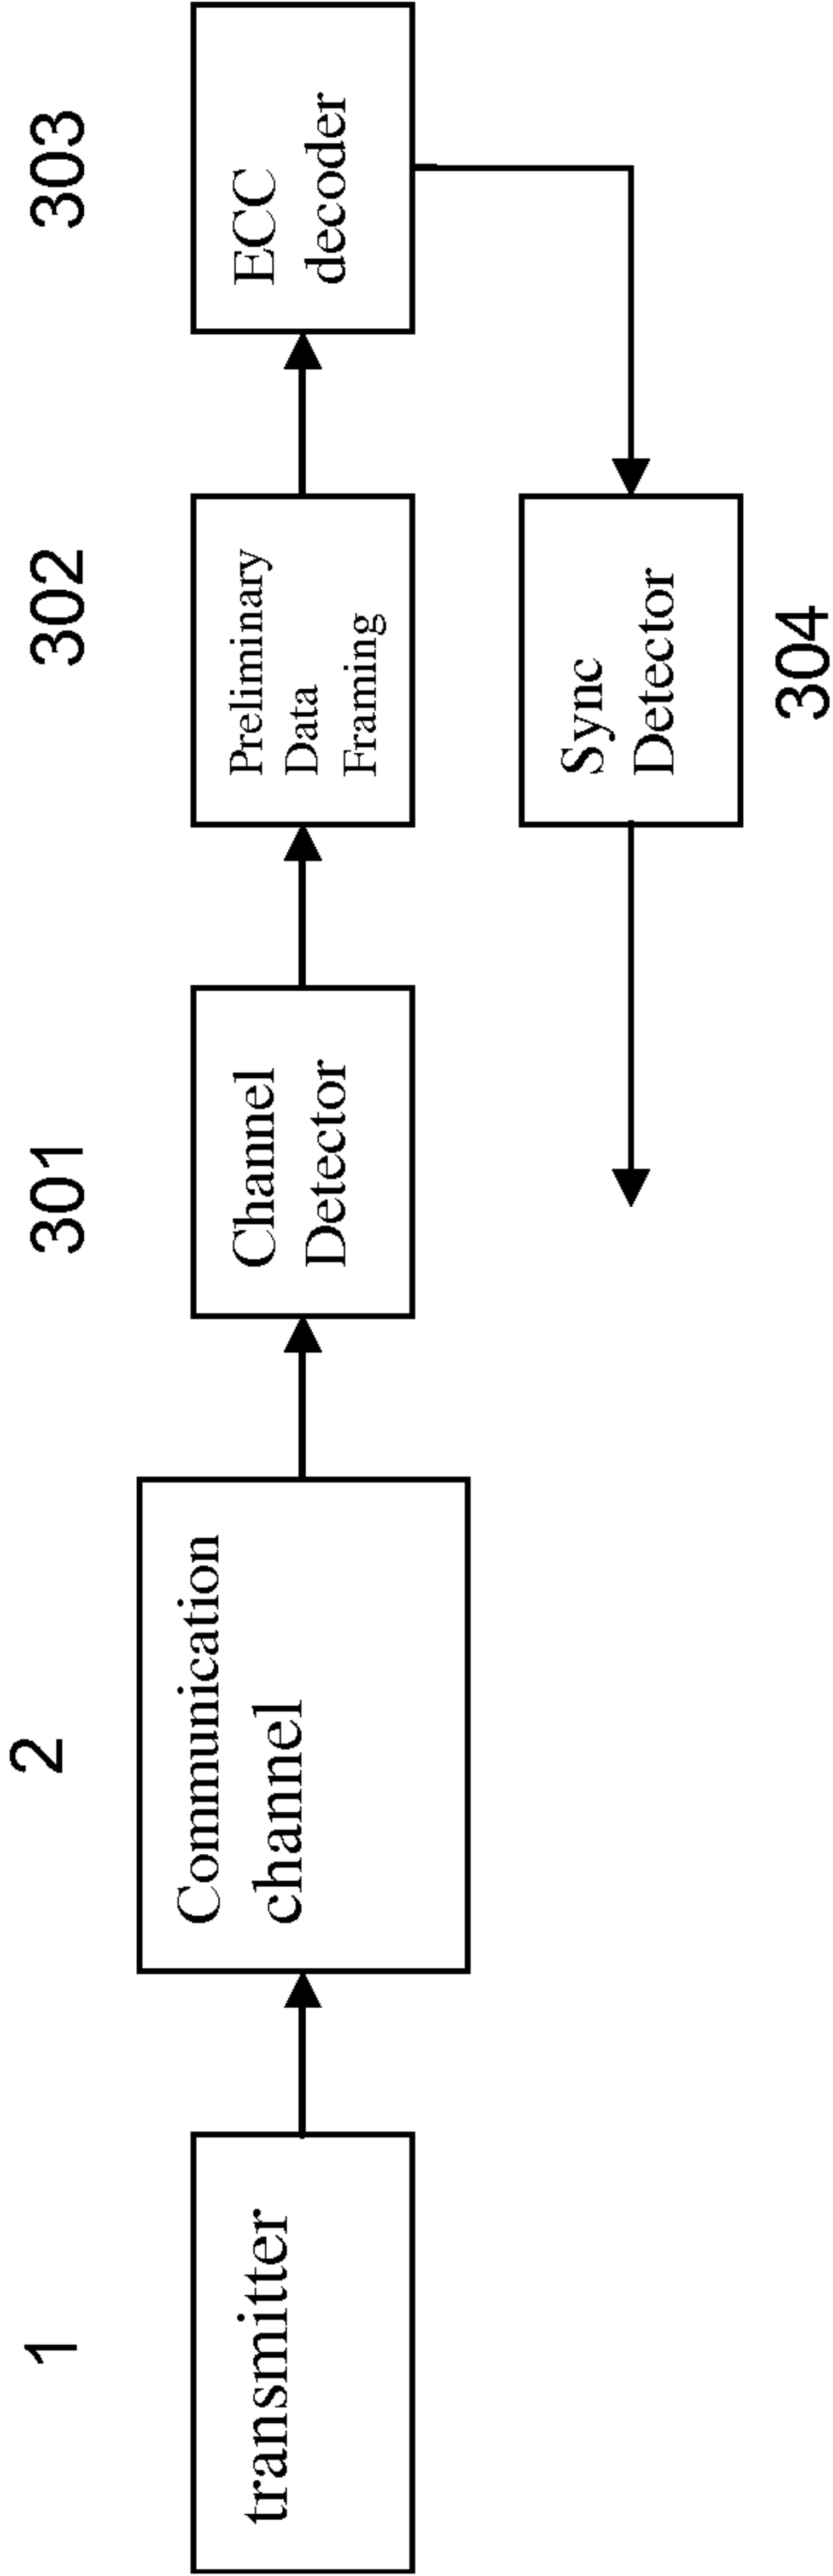 1
transmitter
2
Communication
channel
301
Channel
Detector
302
Preliminary
Data
Framing
303
ECC
decoder
Sync
Detector
304